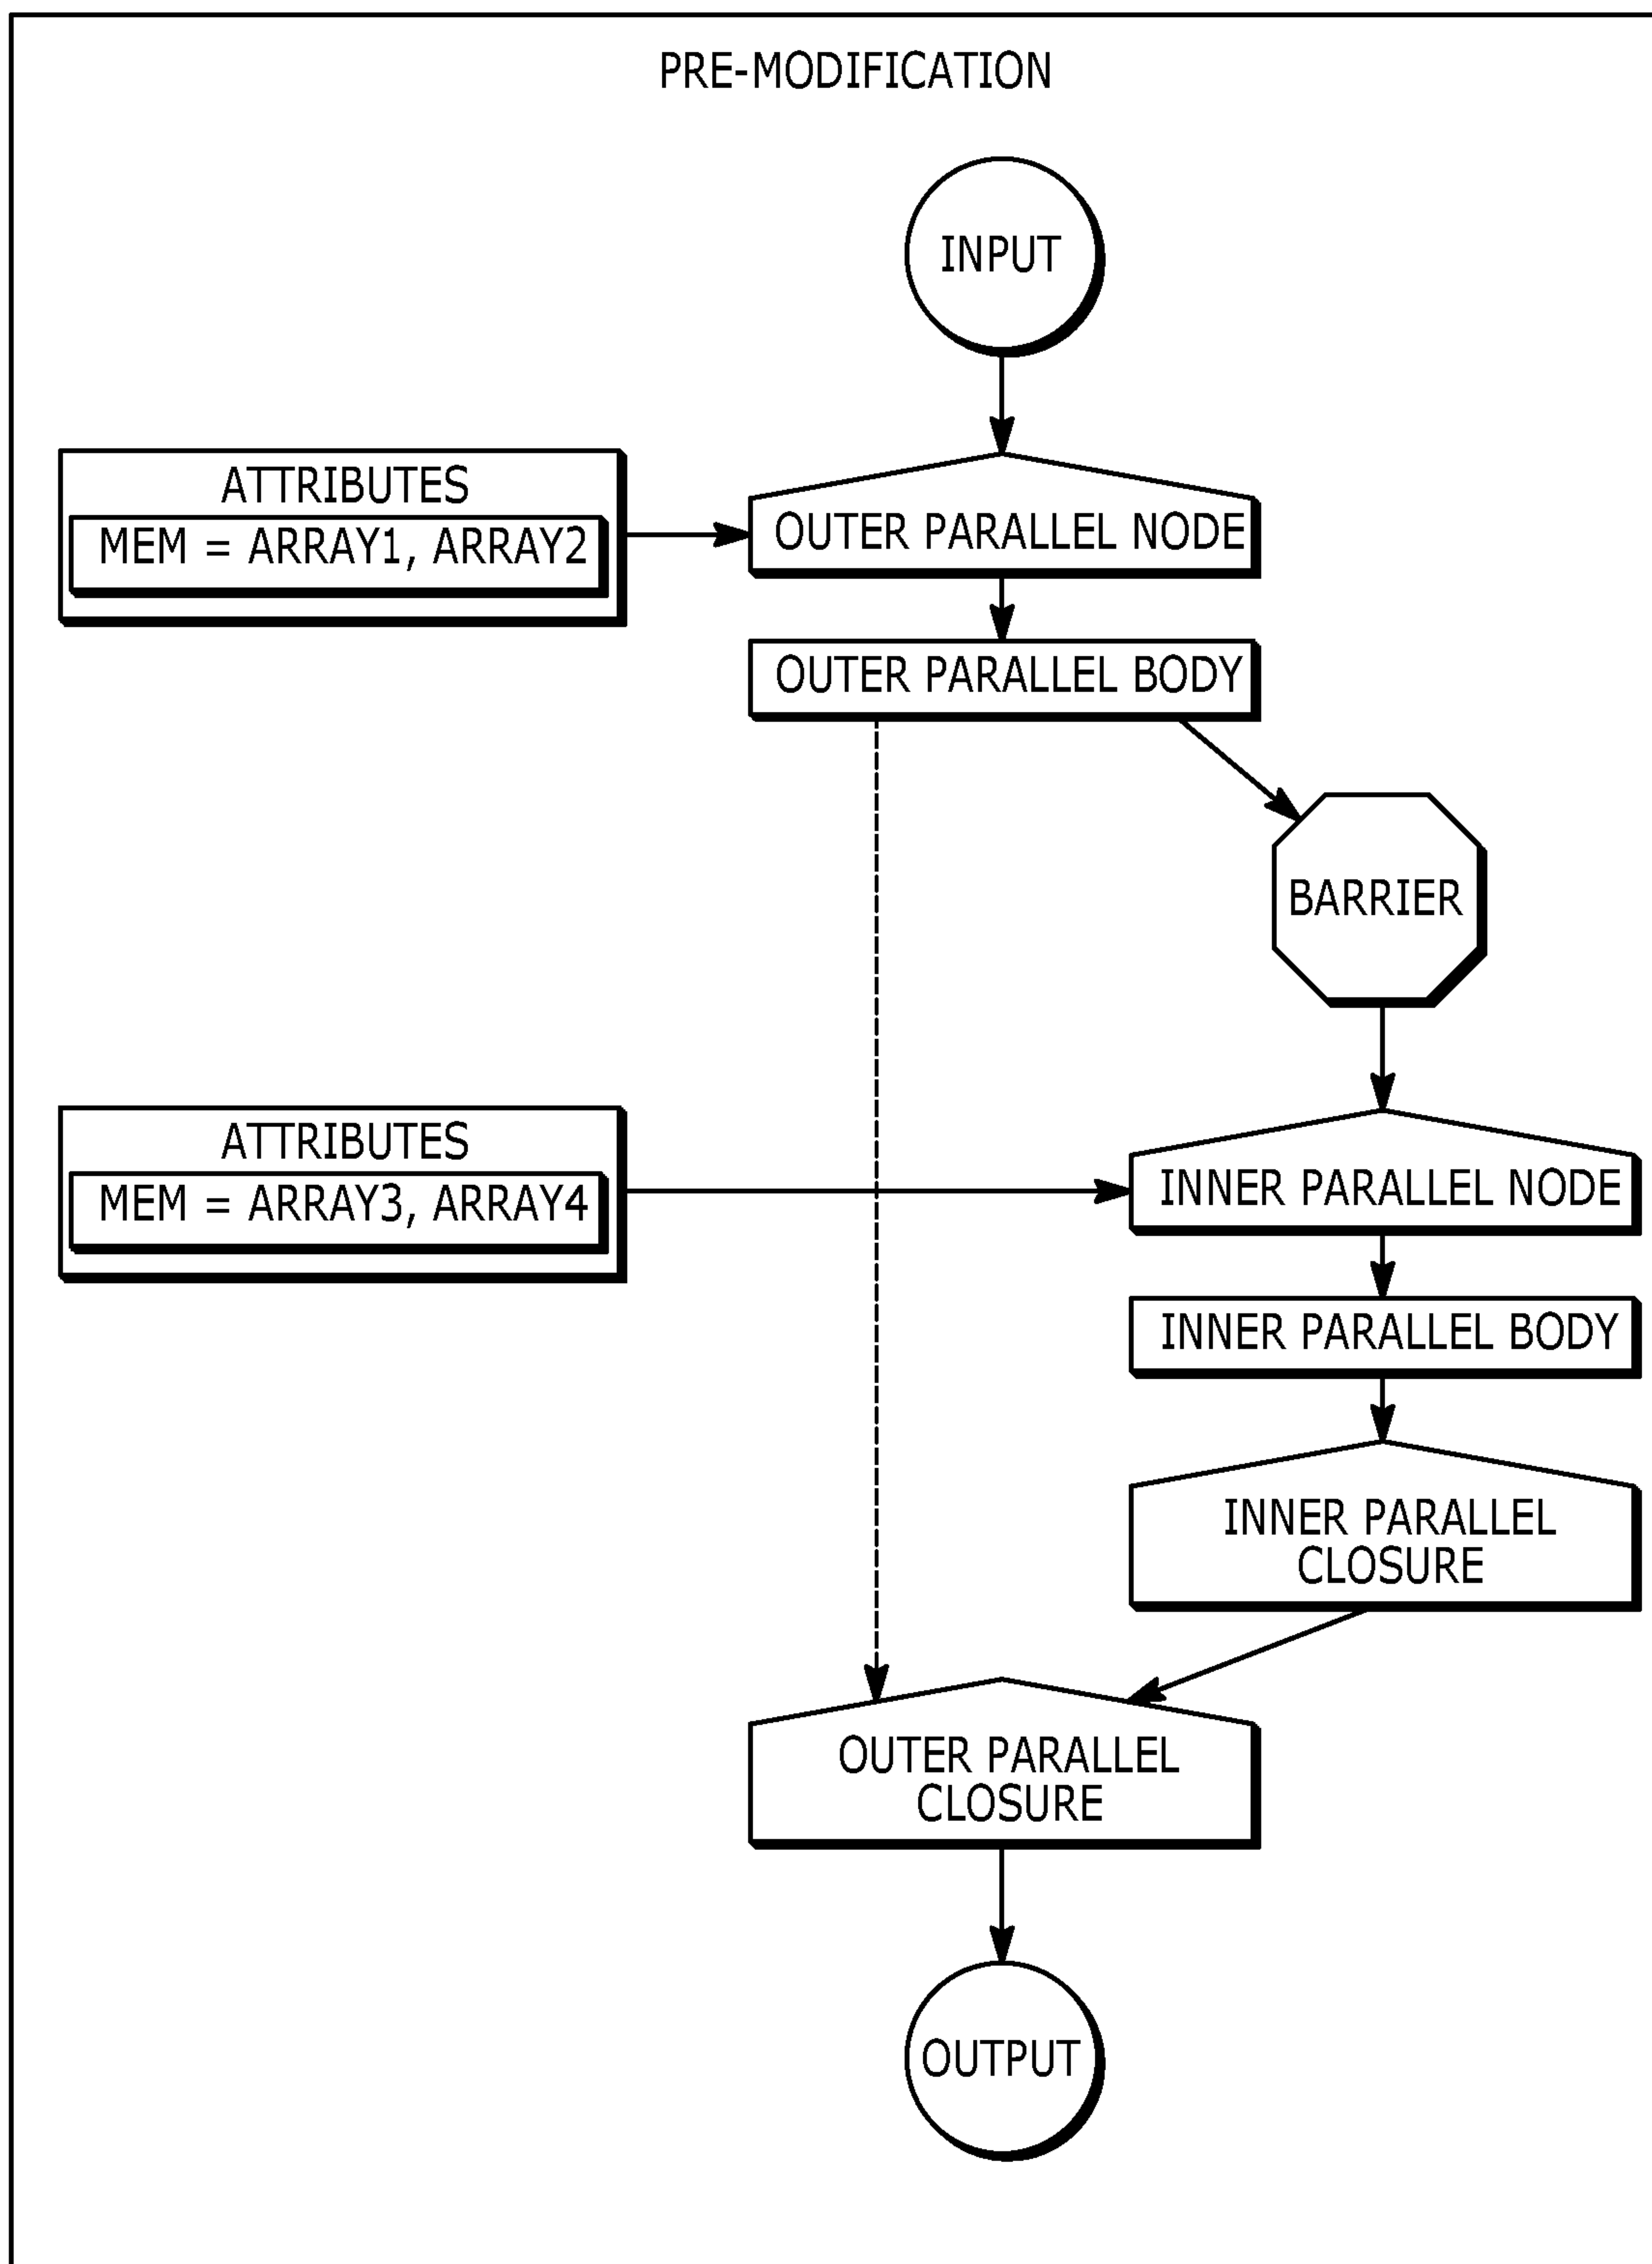 PRE-MODIFICATION
INPUT
ATTRIBUTES
MEM = ARRAY1, ARRAY2
OUTER PARALLEL NODE
OUTER PARALLEL BODY
BARRIER
ATTRIBUTES
MEM = ARRAY3, ARRAY4
INNER PARALLEL NODE
INNER PARALLEL BODY
INNER PARALLEL
CLOSURE
OUTER PARALLEL
CLOSURE
OUTPUT